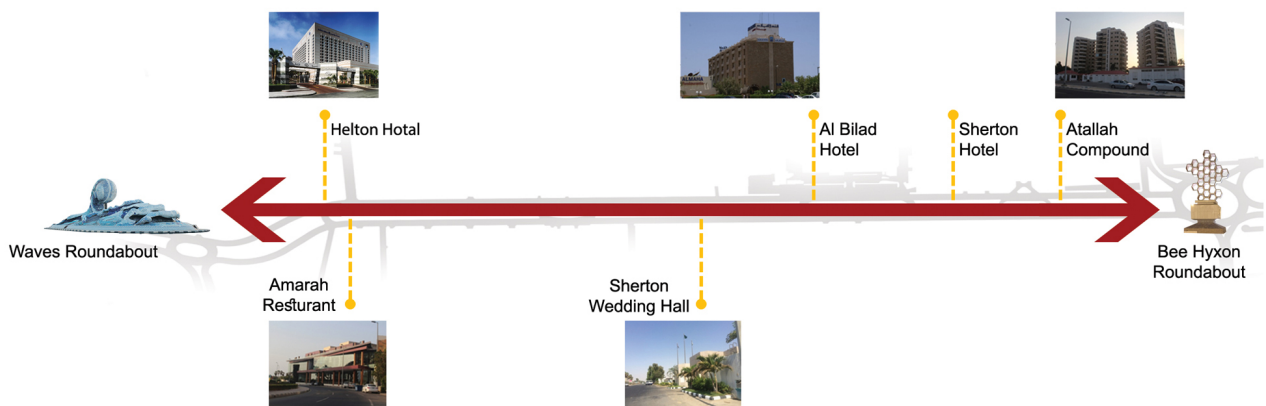 Helton Hotal
Al Bilad
Hotel
Sherton
Hotel
Atallah
Compound
Waves Roundabout
Bee Hyxon
Roundabout
Amarah
Resturant
Sherton
Wedding Hall